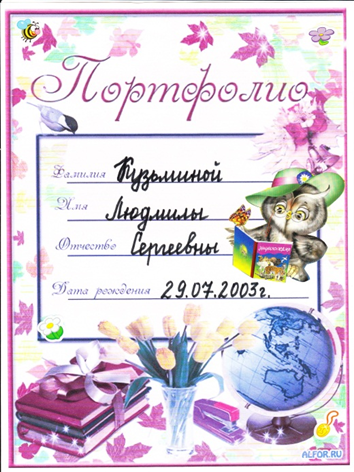 Портфолио
Фамилия Кузьминой
Имя Людмилы
Отчество Сергеевны
Дата рождения 29.07.2003г.
ALFOR.RU